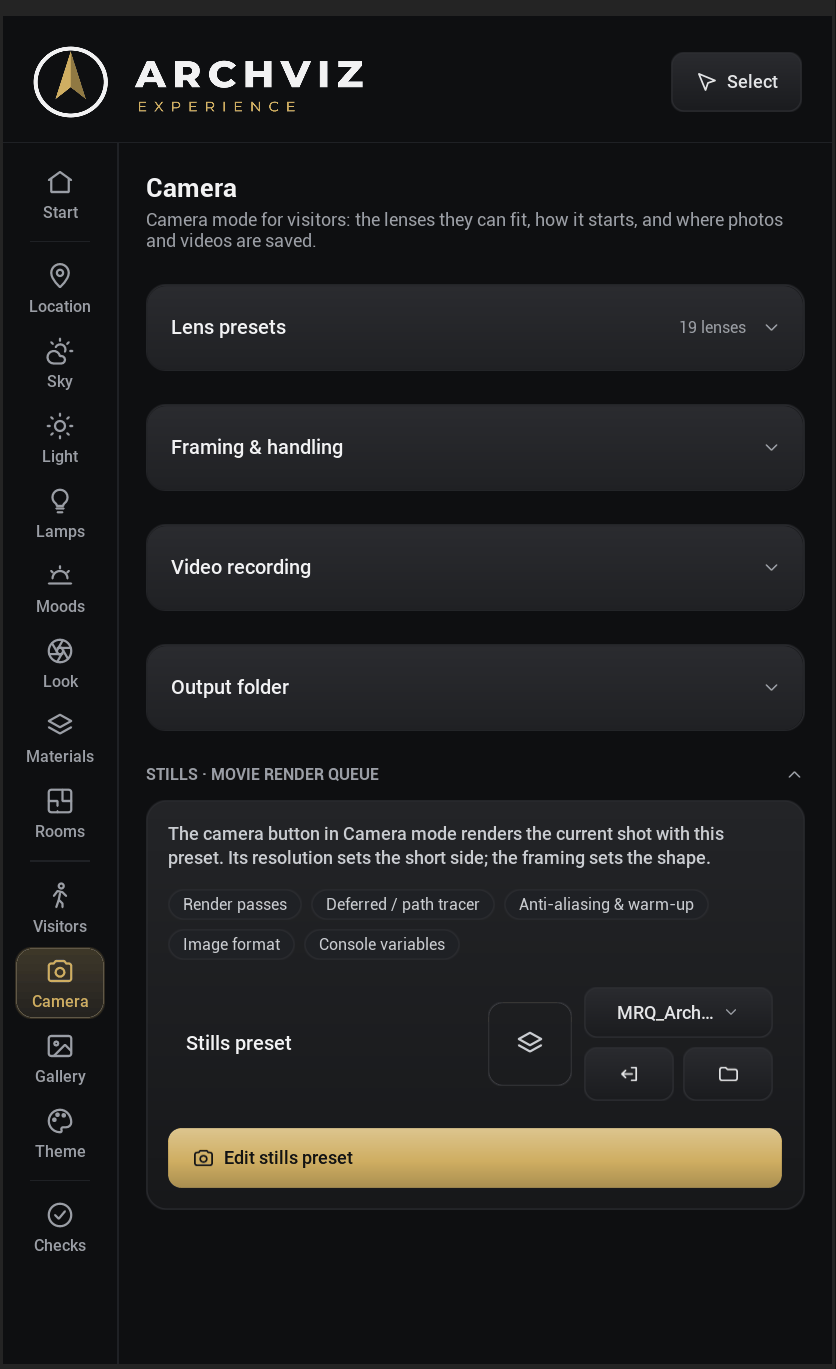 ARCHVIZ
EXPERIENCE
Select
Start
Location
Sky
Light
Lamps
Moods
Look
Materials
Rooms
Visitors
Camera
Gallery
Theme
Checks
Camera
Camera mode for visitors: the lenses they can fit, how it starts, and where photos
and videos are saved.
Lens presets 19 lenses
Framing & handling
Video recording
Output folder
STILLS · MOVIE RENDER QUEUE
The camera button in Camera mode renders the current shot with this
preset. Its resolution sets the short side; the framing sets the shape.
Render passes Deferred / path tracer Anti-aliasing & warm-up
Image format Console variables
Stills preset MRQ_Arch...
Edit stills preset